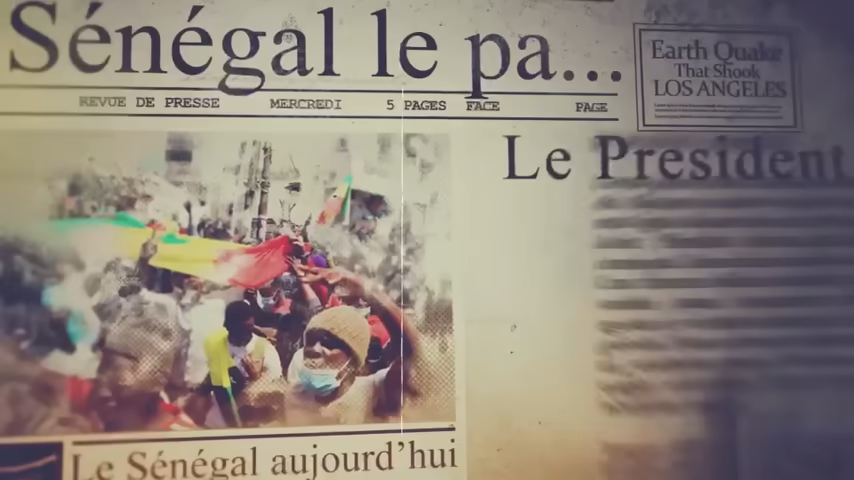 Sénégal le pa...
REVUE DE PRESSE MERCREDI 5 PAGES FACE PAGE
Earth Quake
That Shook
LOS ANGELES
Le President
Le Sénégal aujourd'hui